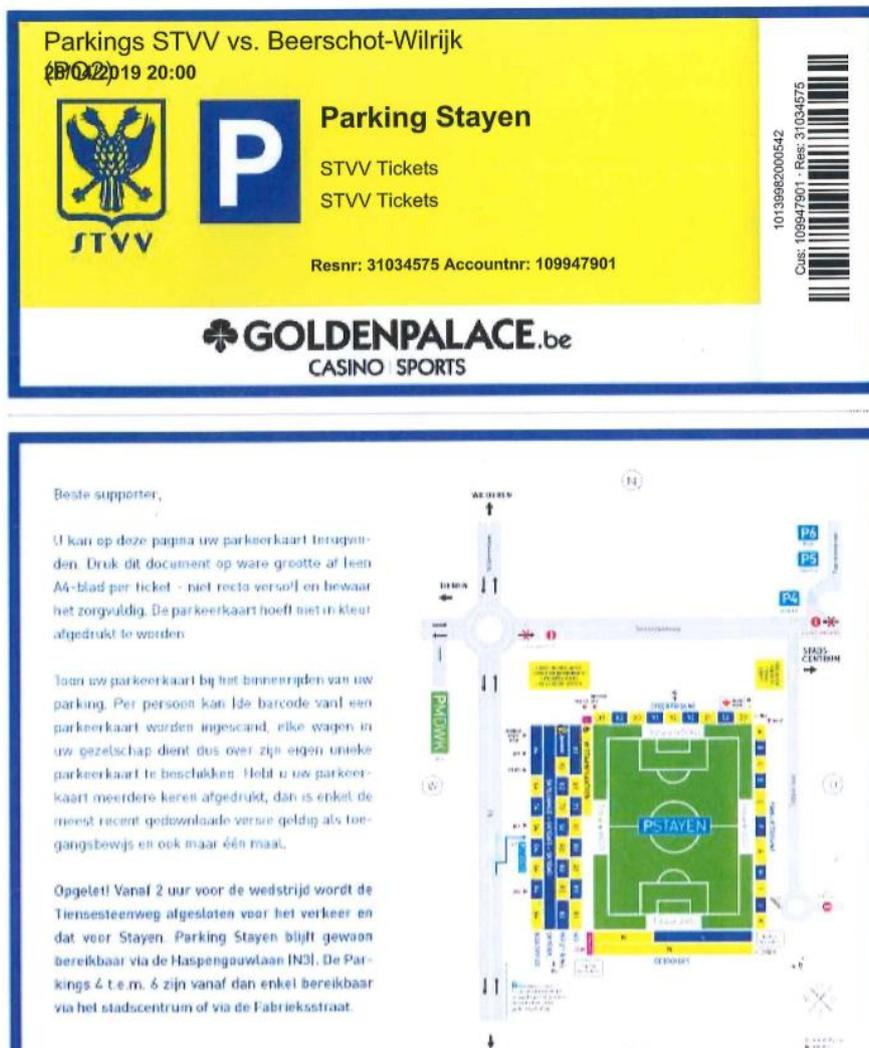 Parkings STVV vs. Beerschot-Wilrijk
(PO2)
28/04/2019 20:00
Parking Stayen
STVV Tickets
STVV Tickets
P
STVV
Resnr: 31034575 Accountnr: 109947901
10139982000542
Cus: 109947901 - Res: 31034575
GOLDENPALACE.be
CASINO | SPORTS
Beste supporter,
U kan op deze pagina uw parkeerkaart terugvin-
den. Druk dit document op ware grootte af (een
A4-blad per ticket - niet recto verso!) en bewaar
het zorgvuldig. De parkeerkaart hoeft niet in kleur
afgedrukt te worden
Toon uw parkeerkaart bij het binnenrijden van uw
parking. Per persoon kan (de barcode van) een
parkeerkaart worden ingescand, elke wagen in
uw gezelschap dient dus over zijn eigen unieke
parkeerkaart te beschikken. Hebt u uw parkeer-
kaart meerdere keren afgedrukt, dan is enkel de
meest recent gedownloade versie geldig als toe-
gangsbewijs en ook maar één maal.
Opgelet! Vanaf 2 uur voor de wedstrijd wordt de
Tiensesteenweg afgesloten voor het verkeer en
dat voor Stayen. Parking Stayen blijft gewoon
bereikbaar via de Haspengouwlaan (N3). De Par-
kings 4 t.e.m. 6 zijn vanaf dan enkel bereikbaar
via het stadscentrum of via de Fabrieksstraat.
N
TIENEN
P6
P5
P4
STADS-
CENTRUM
PMDWK
W
PSTAYEN
O